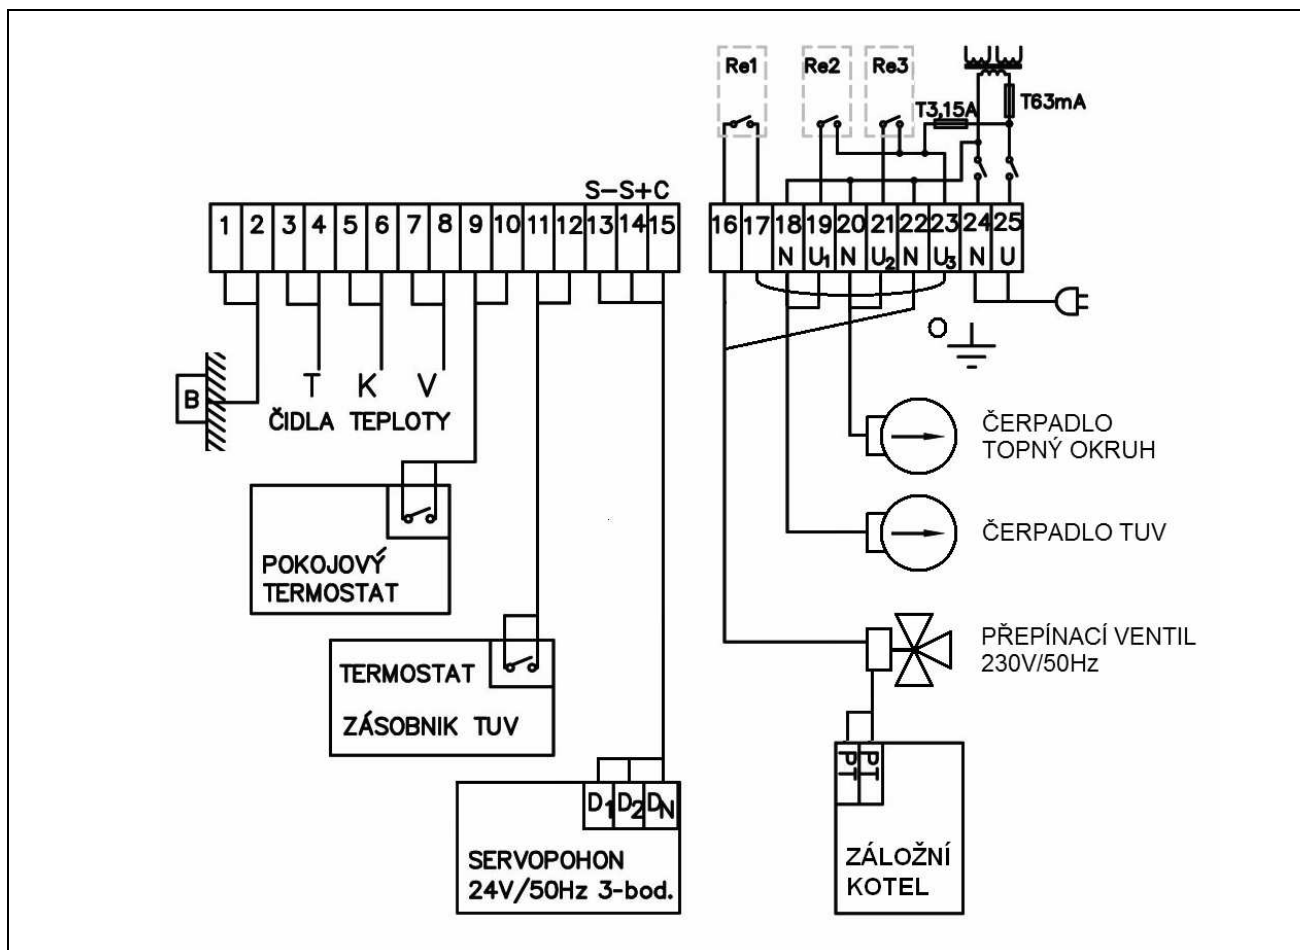 Re1 Re2 Re3
T3,15A T63mA
S- S+ C
1 2 3 4 5 6 7 8 9 10 11 12 13 14 15
16 17 18 19 20 21 22 23 24 25
N U1 N U2 N U3 N U
B
T K V
ČIDLA TEPLOTY
ČERPADLO
TOPNÝ OKRUH
ČERPADLO TUV
POKOJOVÝ
TERMOSTAT
TERMOSTAT
ZÁSOBNIK TUV
PŘEPÍNACÍ VENTIL
230V/50Hz
PT PT
D1 D2 DN
SERVOPOHON
24V/50Hz 3-bod.
ZÁLOŽNÍ
KOTEL